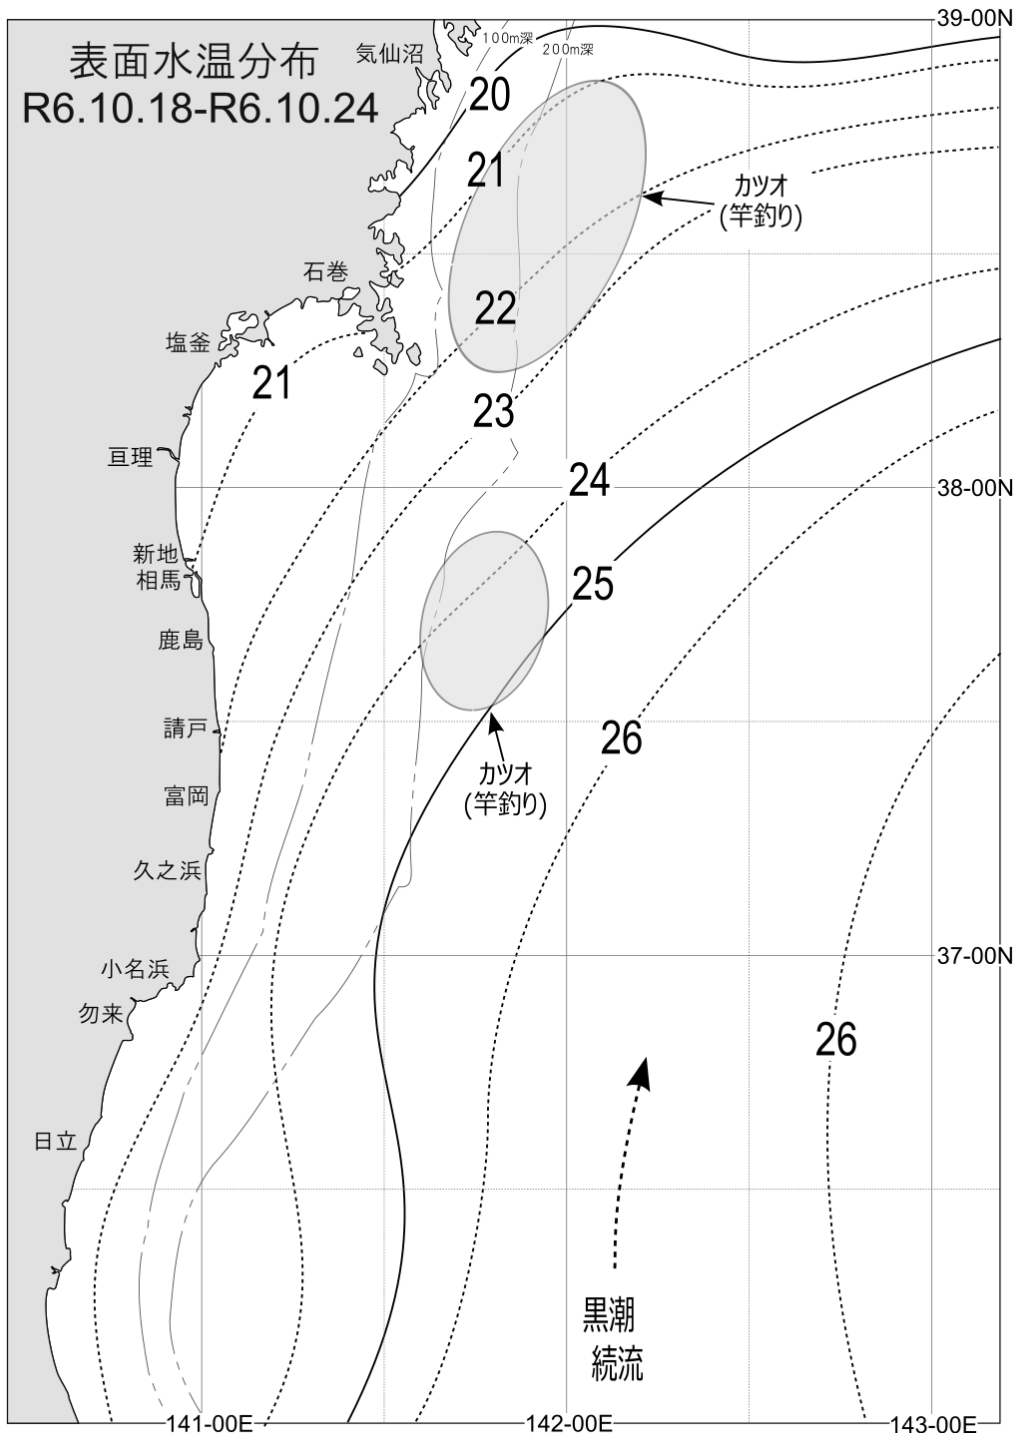 表面水温分布
R6.10.18-R6.10.24
39-00N
気仙沼
100m深
200m深
20
21
カツオ
(竿釣り)
石巻
22
塩釜
21
23
亘理
24
38-00N
新地
相馬
25
鹿島
請戸
26
カツオ
(竿釣り)
富岡
久之浜
37-00N
小名浜
勿来
26
日立
黒潮
続流
141-00E
142-00E
143-00E